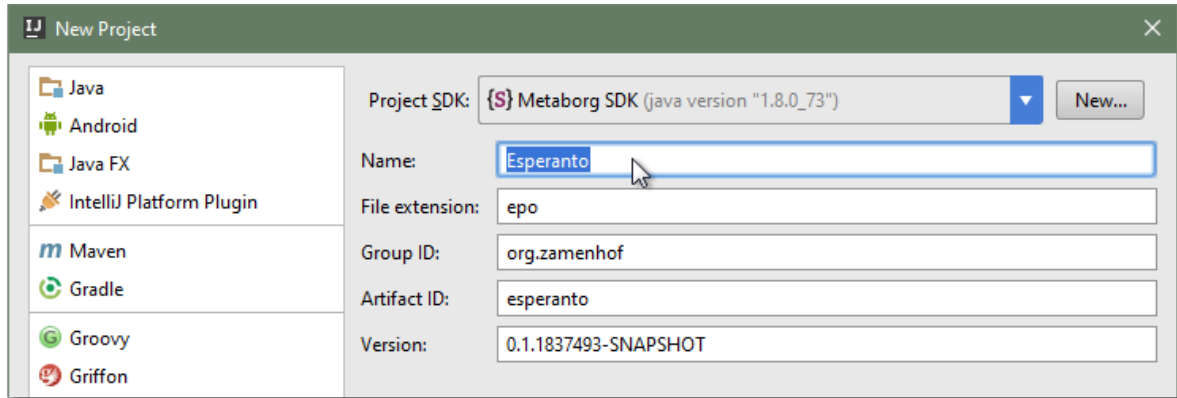 IJ New Project
Java
Android
Java FX
IntelliJ Platform Plugin
m Maven
Gradle
G Groovy
Griffon
Project SDK: {S} Metaborg SDK (java version "1.8.0_73") New...
Name: Esperanto
File extension: epo
Group ID: org.zamenhof
Artifact ID: esperanto
Version: 0.1.1837493-SNAPSHOT